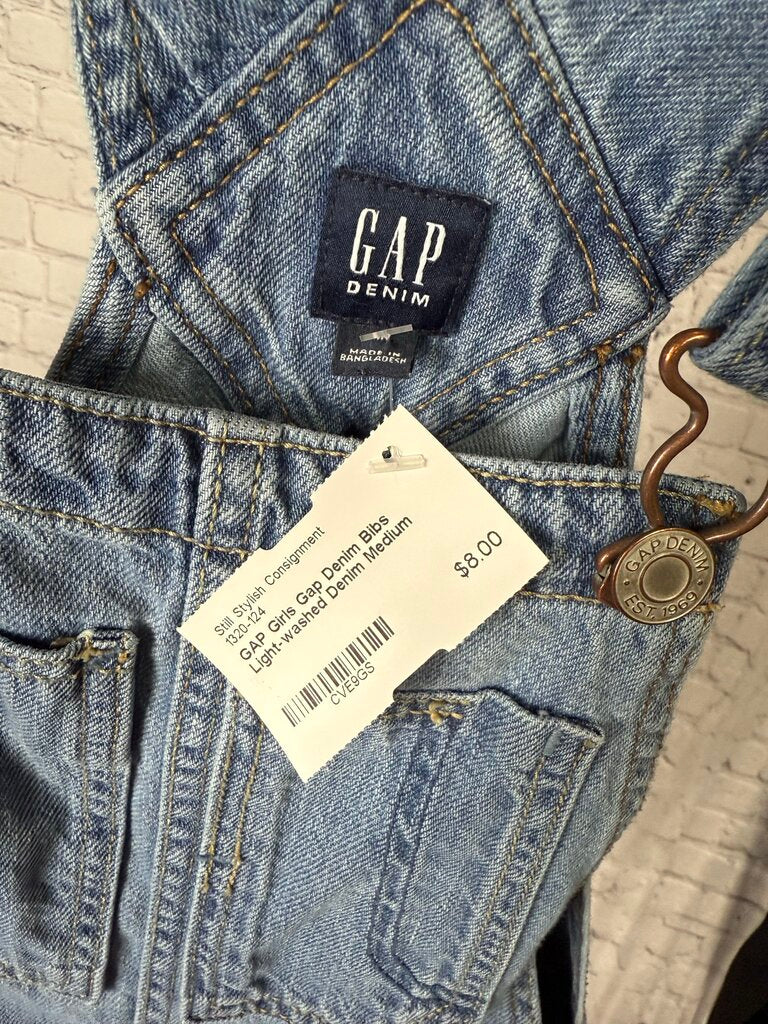 GAP
DENIM
M
MADE IN
BANGLADESH
Still Stylish Consignment
1320-124
GAP Girls Gap Denim Bibs
Light-washed Denim Medium
$8.00
CVE9GS
GAP DENIM
EST. 1969